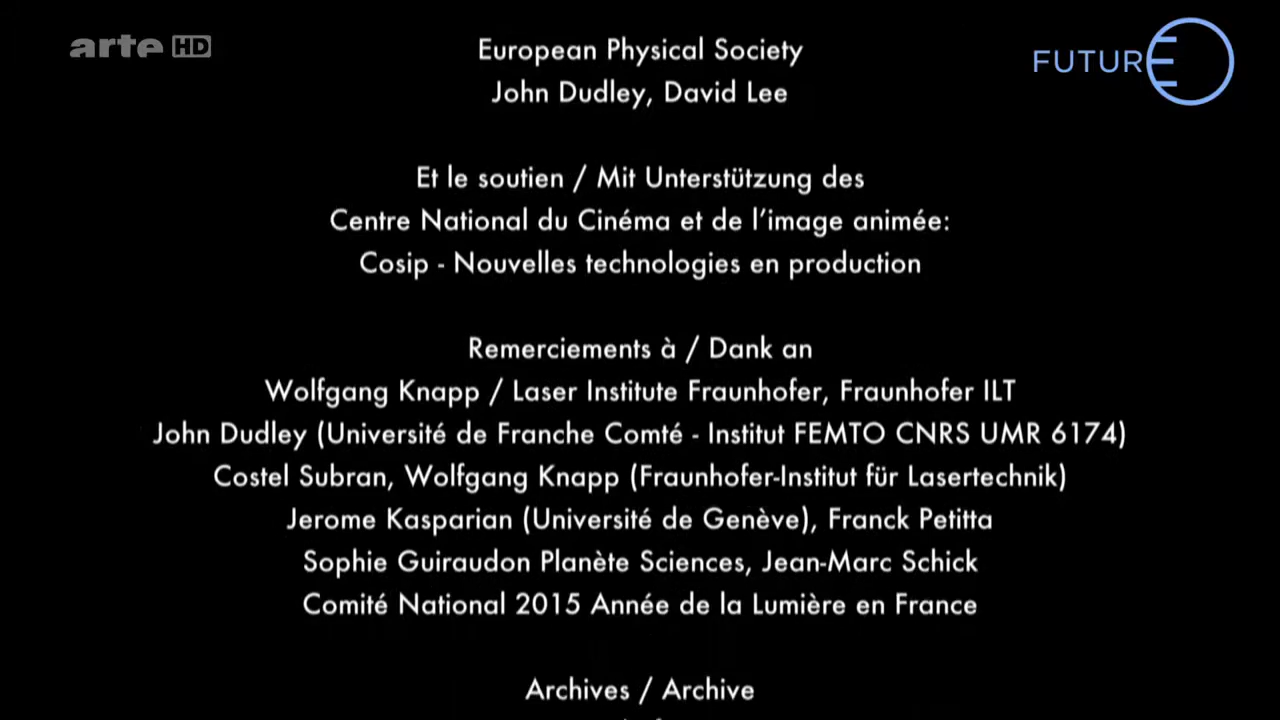 arte HD
FUTURE
European Physical Society
John Dudley, David Lee
Et le soutien / Mit Unterstützung des
Centre National du Cinéma et de l’image animée:
Cosip - Nouvelles technologies en production
Remerciements à / Dank an
Wolfgang Knapp / Laser Institute Fraunhofer, Fraunhofer ILT
John Dudley (Université de Franche Comté - Institut FEMTO CNRS UMR 6174)
Costel Subran, Wolfgang Knapp (Fraunhofer-Institut für Lasertechnik)
Jerome Kasparian (Université de Genève), Franck Petitta
Sophie Guiraudon Planète Sciences, Jean-Marc Schick
Comité National 2015 Année de la Lumière en France
Archives / Archive